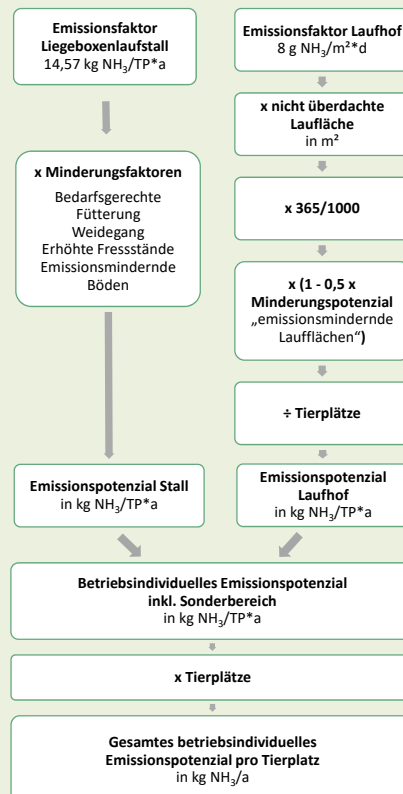 Emissionsfaktor
Liegeboxenlaufstall
14,57 kg NH₃/TP*a
x Minderungsfaktoren
Bedarfsgerechte
Fütterung
Weidegang
Erhöhte Fressstände
Emissionsmindernde
Böden
Emissionspotenzial Stall
in kg NH₃/TP*a
Emissionsfaktor Laufhof
8 g NH₃/m²*d
x nicht überdachte
Lauffläche
in m²
x 365/1000
x (1 - 0,5 x
Minderungspotenzial
„emissionsmindernde
Laufflächen“)
÷ Tierplätze
Emissionspotenzial
Laufhof
in kg NH₃/TP*a
Betriebsindividuelles Emissionspotenzial
inkl. Sonderbereich
in kg NH₃/TP*a
x Tierplätze
Gesamtes betriebsindividuelles
Emissionspotenzial pro Tierplatz
in kg NH₃/a